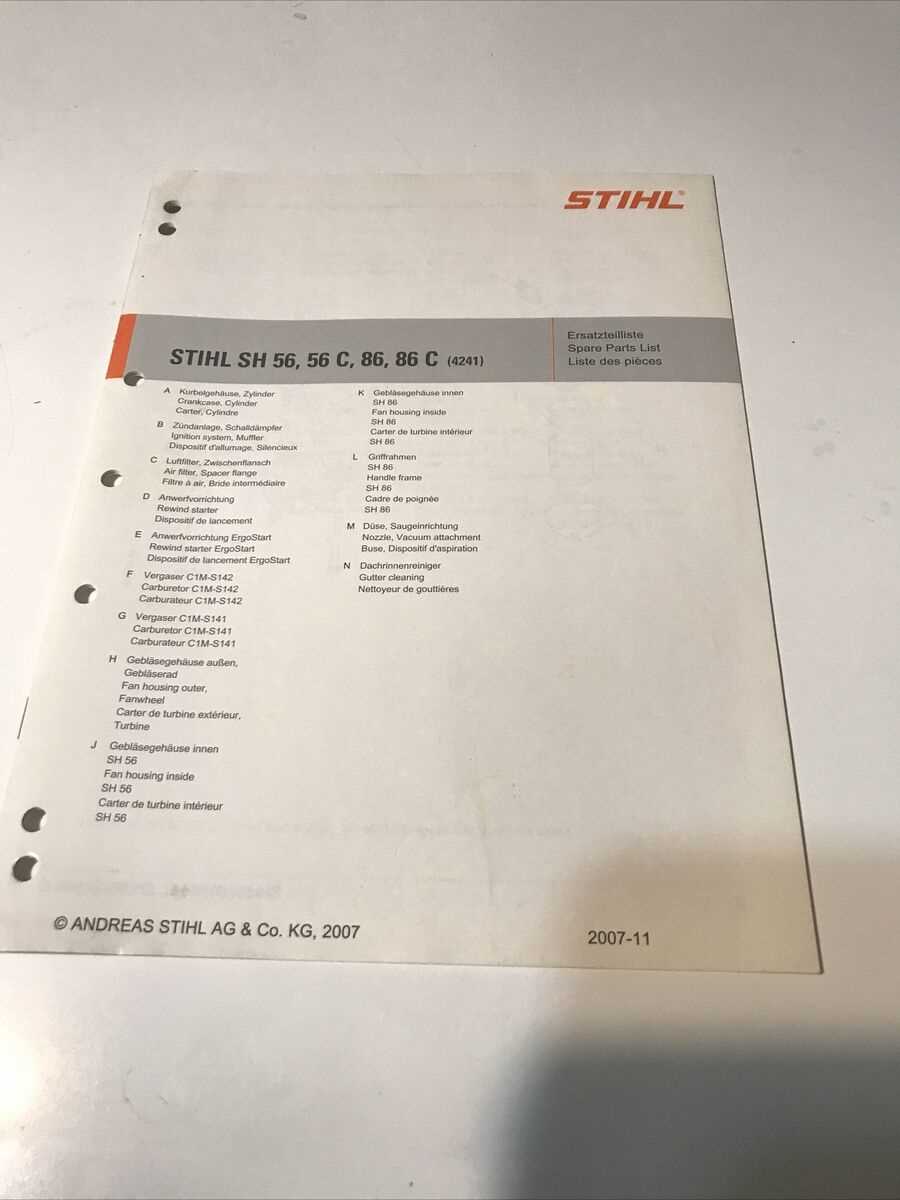 STIHL®
STIHL SH 56, 56 C, 86, 86 C (4241)
Ersatzteilliste
Spare Parts List
Liste des pièces
A Kurbelgehäuse, Zylinder
Crankcase, Cylinder
Carter, Cylindre
B Zündanlage, Schalldämpfer
Ignition system, Muffler
Dispositif d'allumage, Silencieux
C Luftfilter, Zwischenflansch
Air filter, Spacer flange
Filtre à air, Bride intermédiaire
D Anwerfvorrichtung
Rewind starter
Dispositif de lancement
E Anwerfvorrichtung ErgoStart
Rewind starter ErgoStart
Dispositif de lancement ErgoStart
F Vergaser C1M-S142
Carburetor C1M-S142
Carburateur C1M-S142
G Vergaser C1M-S141
Carburetor C1M-S141
Carburateur C1M-S141
H Gebläsegehäuse außen,
Gebläserad
Fan housing outer,
Fanwheel
Carter de turbine extérieur,
Turbine
J Gebläsegehäuse innen
SH 56
Fan housing inside
SH 56
Carter de turbine intérieur
SH 56
K Gebläsegehäuse innen
SH 86
Fan housing inside
SH 86
Carter de turbine intérieur
SH 86
L Griffrahmen
SH 86
Handle frame
SH 86
Cadre de poignée
SH 86
M Düse, Saugeinrichtung
Nozzle, Vacuum attachment
Buse, Dispositif d'aspiration
N Dachrinnenreiniger
Gutter cleaning
Nettoyeur de gouttières
© ANDREAS STIHL AG & Co. KG, 2007
2007-11